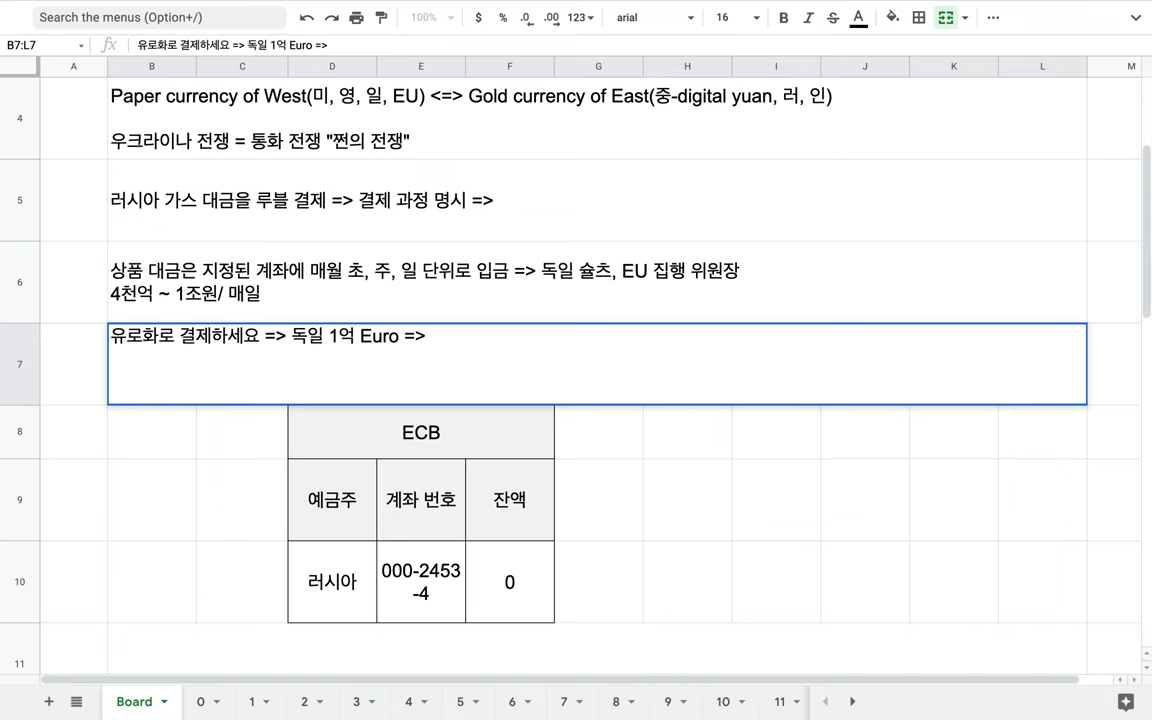 Search the menus (Option+/)
100%
$
%
.0
.00
123
arial
16
B
I
S
A
B7:L7
fx
유로화로 결제하세요 => 독일 1억 Euro =>
A B C D E F G H I J K L M
4
Paper currency of West(미, 영, 일, EU) <=> Gold currency of East(중-digital yuan, 러, 인)
우크라이나 전쟁 = 통화 전쟁 "쩐의 전쟁"
5
러시아 가스 대금을 루블 결제 => 결제 과정 명시 =>
6
상품 대금은 지정된 계좌에 매월 초, 주, 일 단위로 입금 => 독일 슐츠, EU 집행 위원장
4천억 ~ 1조원/ 매일
7
유로화로 결제하세요 => 독일 1억 Euro =>
8
ECB
9
예금주 계좌 번호 잔액
10
러시아 000-2453
-4
0
11
Board 0 1 2 3 4 5 6 7 8 9 10 11